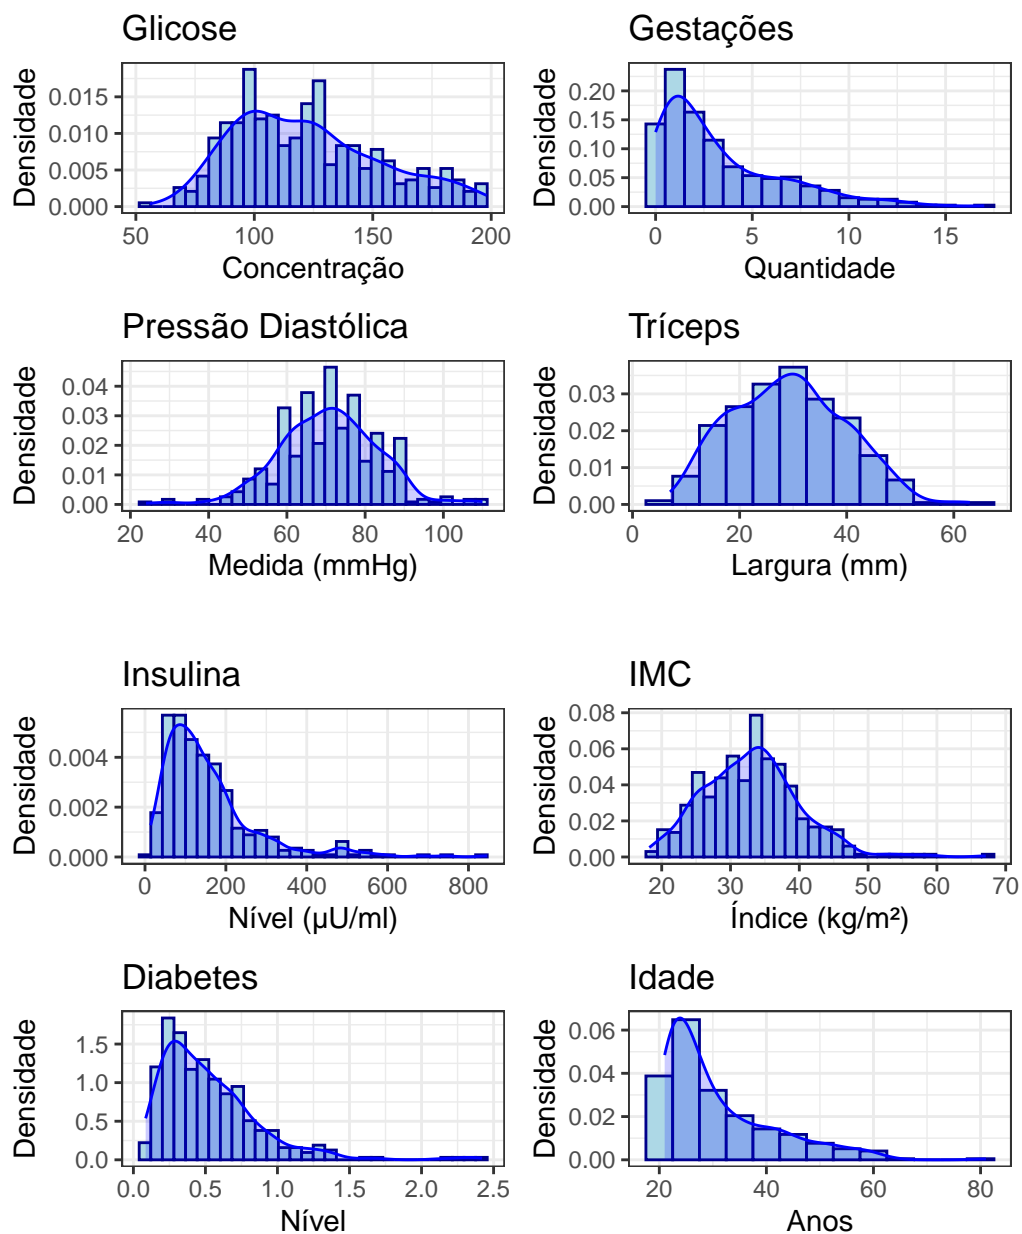 Glicose
Densidade
0.015
0.010
0.005
0.000
50 100 150 200
Concentração
Gestações
Densidade
0.20
0.15
0.10
0.05
0.00
0 5 10 15
Quantidade
Pressão Diastólica
Densidade
0.04
0.03
0.02
0.01
0.00
20 40 60 80 100
Medida (mmHg)
Tríceps
Densidade
0.03
0.02
0.01
0.00
0 20 40 60
Largura (mm)
Insulina
Densidade
0.004
0.002
0.000
0 200 400 600 800
Nível (µU/ml)
IMC
Densidade
0.08
0.06
0.04
0.02
0.00
20 30 40 50 60 70
Índice (kg/m²)
Diabetes
Densidade
1.5
1.0
0.5
0.0
0.0 0.5 1.0 1.5 2.0 2.5
Nível
Idade
Densidade
0.06
0.04
0.02
0.00
20 40 60 80
Anos